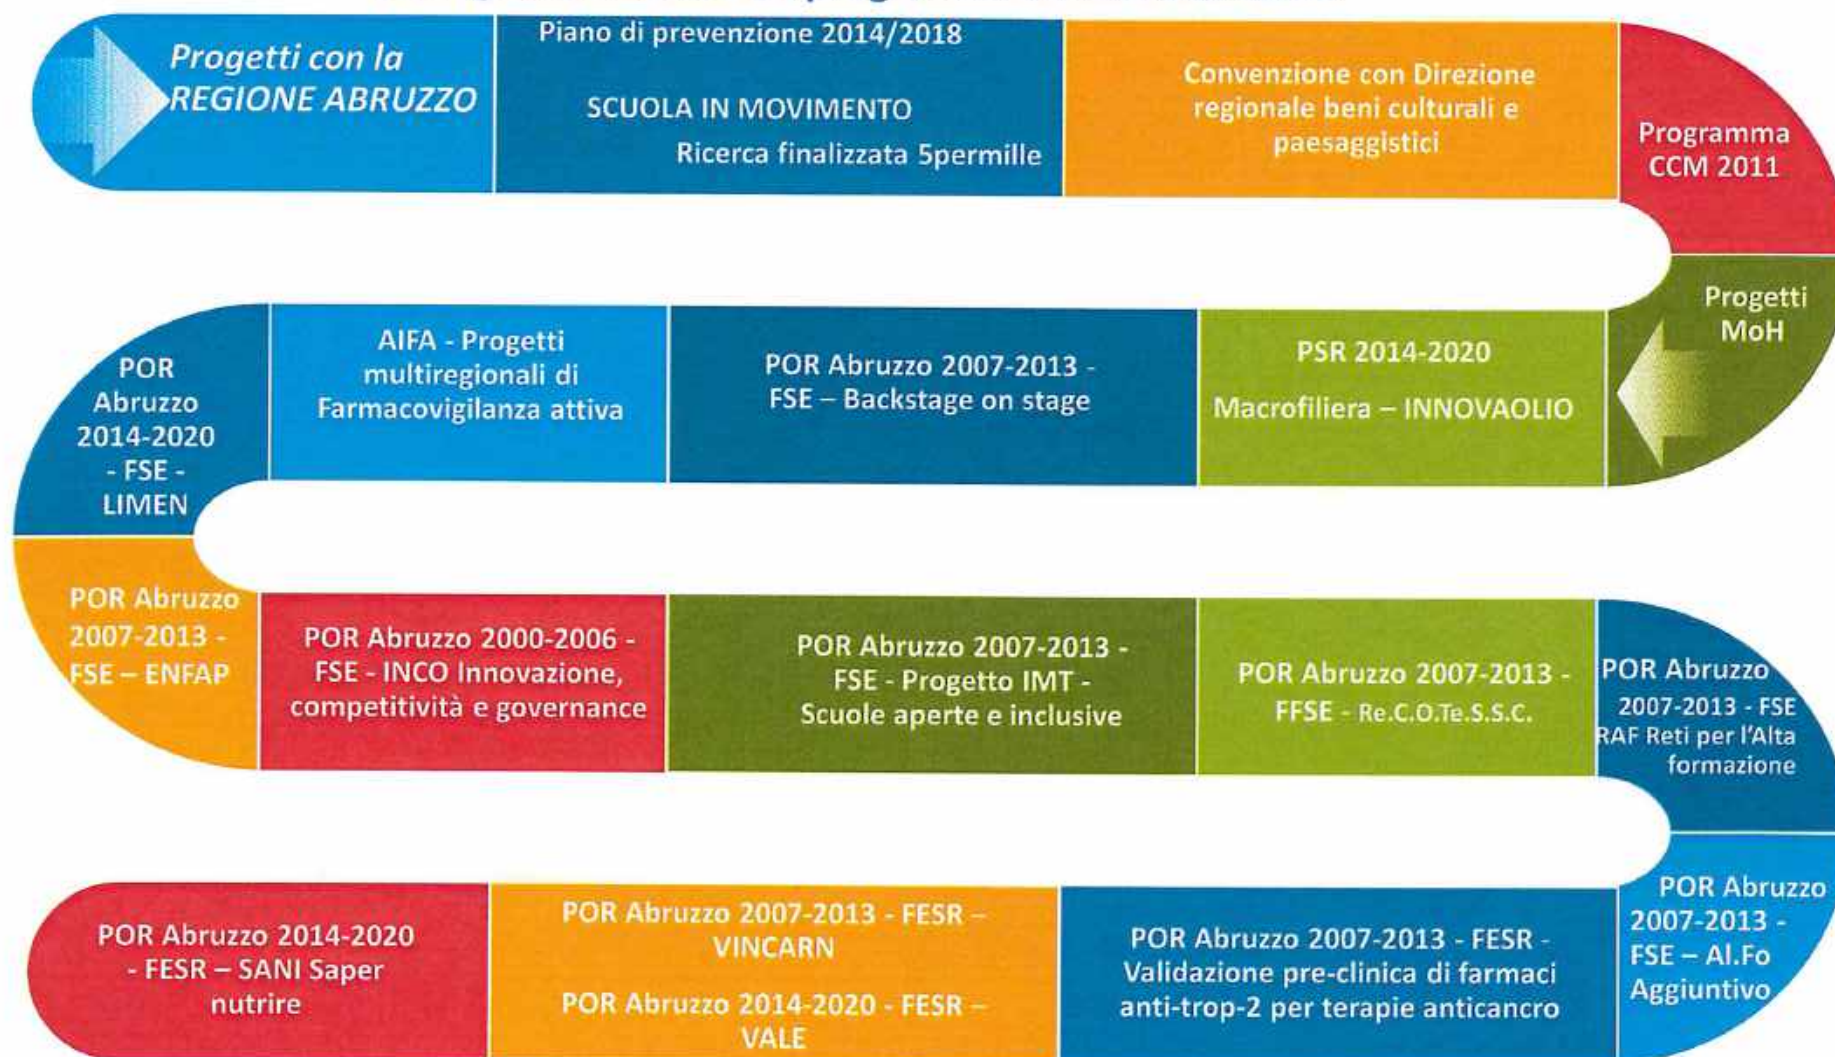 Progetti con la
REGIONE ABRUZZO
Piano di prevenzione 2014/2018
SCUOLA IN MOVIMENTO
Ricerca finalizzata 5permille
Convenzione con Direzione
regionale beni culturali e
paesaggistici
Programma
CCM 2011
Progetti
MoH
PSR 2014-2020
Macrofiliera – INNOVAOLIO
POR Abruzzo 2007-2013 -
FSE – Backstage on stage
AIFA - Progetti
multiregionali di
Farmacovigilanza attiva
POR
Abruzzo
2014-2020
- FSE -
LIMEN
POR Abruzzo
2007-2013 -
FSE – ENFAP
POR Abruzzo 2000-2006 -
FSE - INCO Innovazione,
competitività e governance
POR Abruzzo 2007-2013 -
FSE - Progetto IMT -
Scuole aperte e inclusive
POR Abruzzo 2007-2013 -
FFSE - Re.C.O.Te.S.S.C.
POR Abruzzo
2007-2013 - FSE
RAF Reti per l'Alta
formazione
POR Abruzzo
2007-2013 -
FSE – Al.Fo
Aggiuntivo
POR Abruzzo 2007-2013 - FESR -
Validazione pre-clinica di farmaci
anti-trop-2 per terapie anticancro
POR Abruzzo 2007-2013 - FESR –
VINCARN
POR Abruzzo 2014-2020 - FESR –
VALE
POR Abruzzo 2014-2020
- FESR – SANI Saper
nutrire